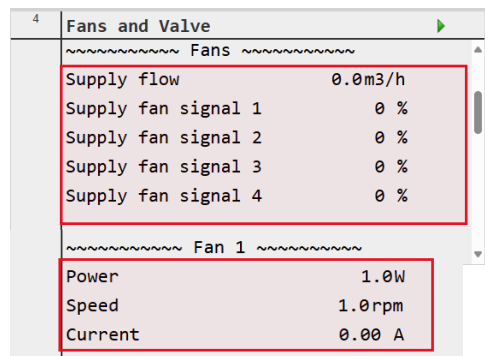 4
Fans and Valve
~~~~~~~~~~~ Fans ~~~~~~~~~~~
Supply flow 0.0m3/h
Supply fan signal 1 0 %
Supply fan signal 2 0 %
Supply fan signal 3 0 %
Supply fan signal 4 0 %
~~~~~~~~~~~ Fan 1 ~~~~~~~~~~
Power 1.0W
Speed 1.0rpm
Current 0.00 A